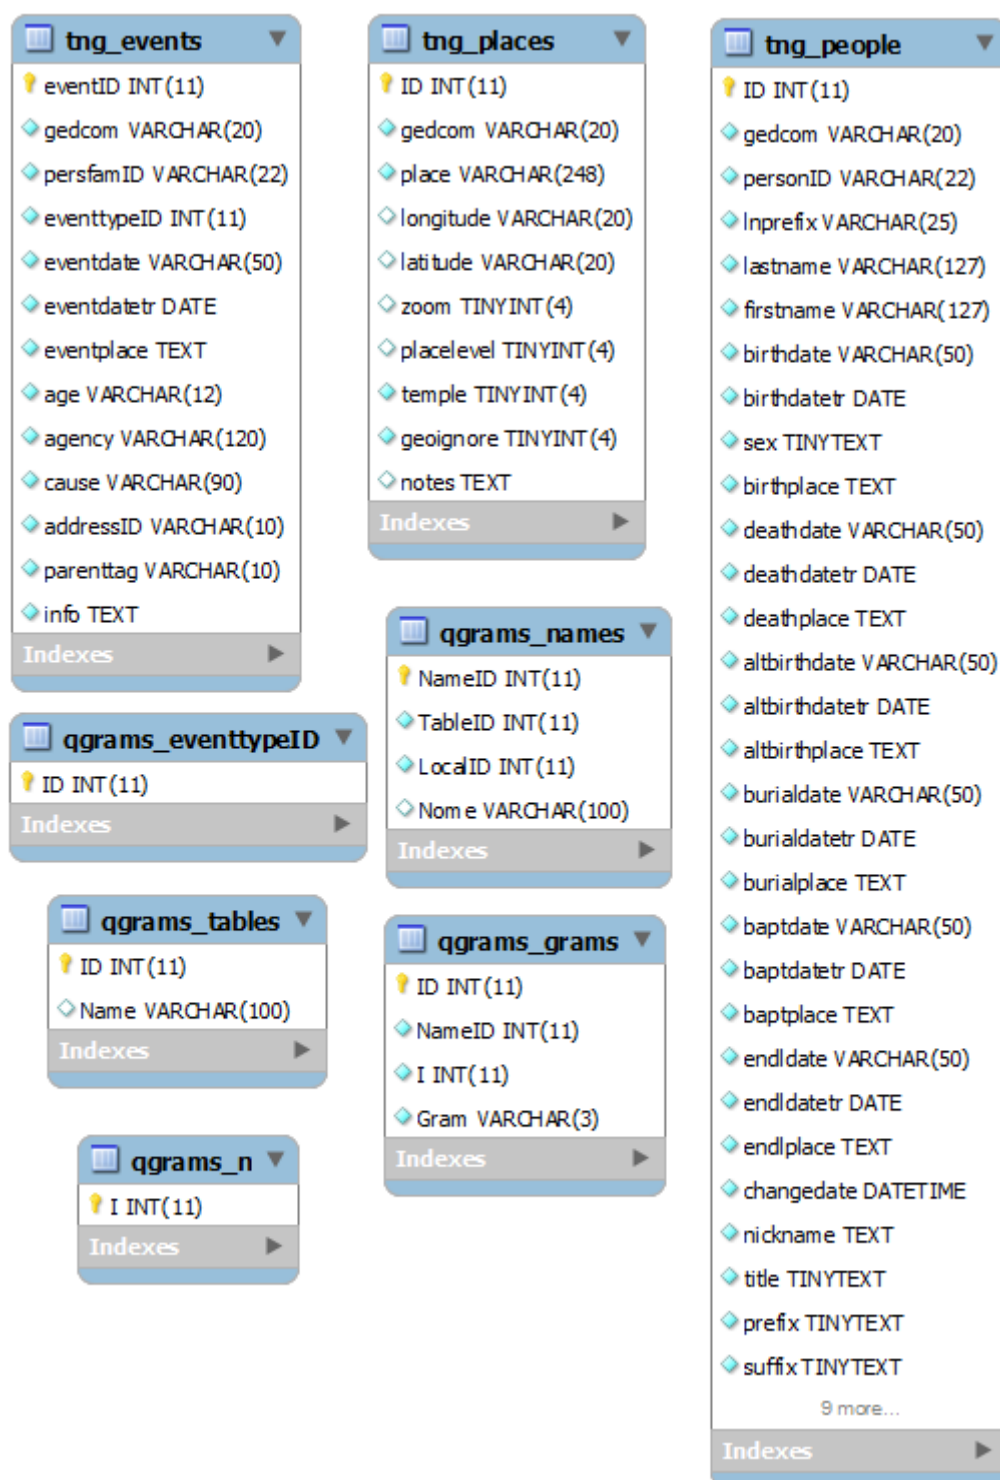 tng_events
eventID INT(11)
gedcom VARCHAR(20)
persfamID VARCHAR(22)
eventtypeID INT(11)
eventdate VARCHAR(50)
eventdatetr DATE
eventplace TEXT
age VARCHAR(12)
agency VARCHAR(120)
cause VARCHAR(90)
addressID VARCHAR(10)
parenttag VARCHAR(10)
info TEXT
Indexes
qgrams_eventtypeID
ID INT(11)
Indexes
qgrams_tables
ID INT(11)
Name VARCHAR(100)
Indexes
qgrams_n
I INT(11)
Indexes
tng_places
ID INT(11)
gedcom VARCHAR(20)
place VARCHAR(248)
longitude VARCHAR(20)
latitude VARCHAR(20)
zoom TINYINT(4)
placelevel TINYINT(4)
temple TINYINT(4)
geoignore TINYINT(4)
notes TEXT
Indexes
qgrams_names
NameID INT(11)
TableID INT(11)
LocalID INT(11)
Nome VARCHAR(100)
Indexes
qgrams_grams
ID INT(11)
NameID INT(11)
I INT(11)
Gram VARCHAR(3)
Indexes
tng_people
ID INT(11)
gedcom VARCHAR(20)
personID VARCHAR(22)
lnprefix VARCHAR(25)
lastname VARCHAR(127)
firstname VARCHAR(127)
birthdate VARCHAR(50)
birthdatetr DATE
sex TINYTEXT
birthplace TEXT
deathdate VARCHAR(50)
deathdatetr DATE
deathplace TEXT
altbirthdate VARCHAR(50)
altbirthdatetr DATE
altbirthplace TEXT
burialdate VARCHAR(50)
burialdatetr DATE
burialplace TEXT
baptdate VARCHAR(50)
baptdatetr DATE
baptplace TEXT
endldate VARCHAR(50)
endldatetr DATE
endlplace TEXT
changedate DATETIME
nickname TEXT
title TINYTEXT
prefix TINYTEXT
suffix TINYTEXT
9 more...
Indexes